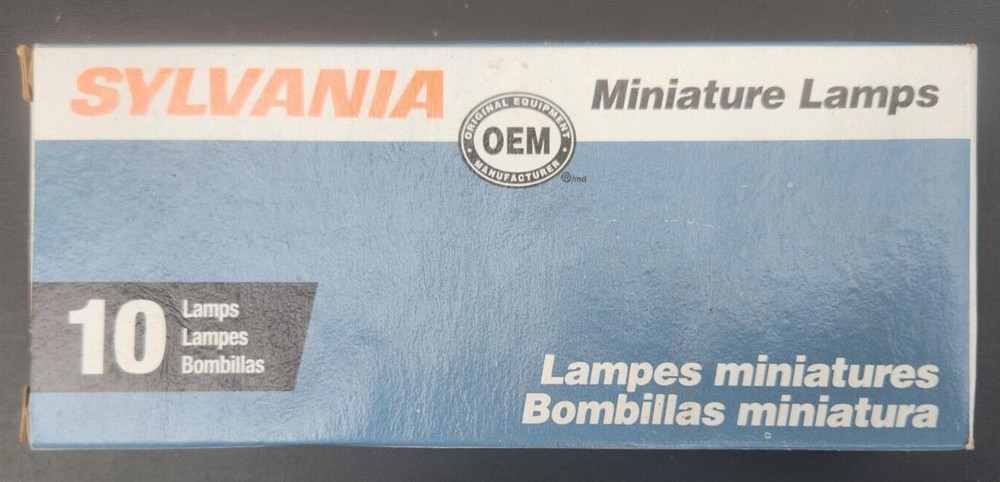 SYLVANIA
Miniature Lamps
ORIGINAL EQUIPMENT
OEM
MANUFACTURER
®/md
10
Lamps
Lampes
Bombillas
Lampes miniatures
Bombillas miniatura